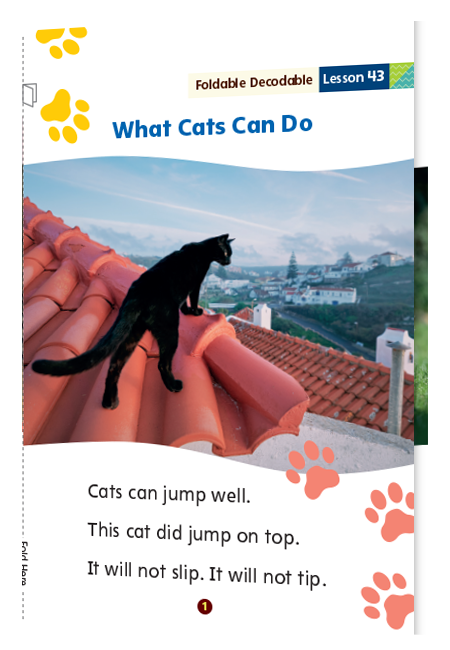 Foldable Decodable Lesson 43
What Cats Can Do
Cats can jump well.
This cat did jump on top.
It will not slip. It will not tip.
1
Fold Here